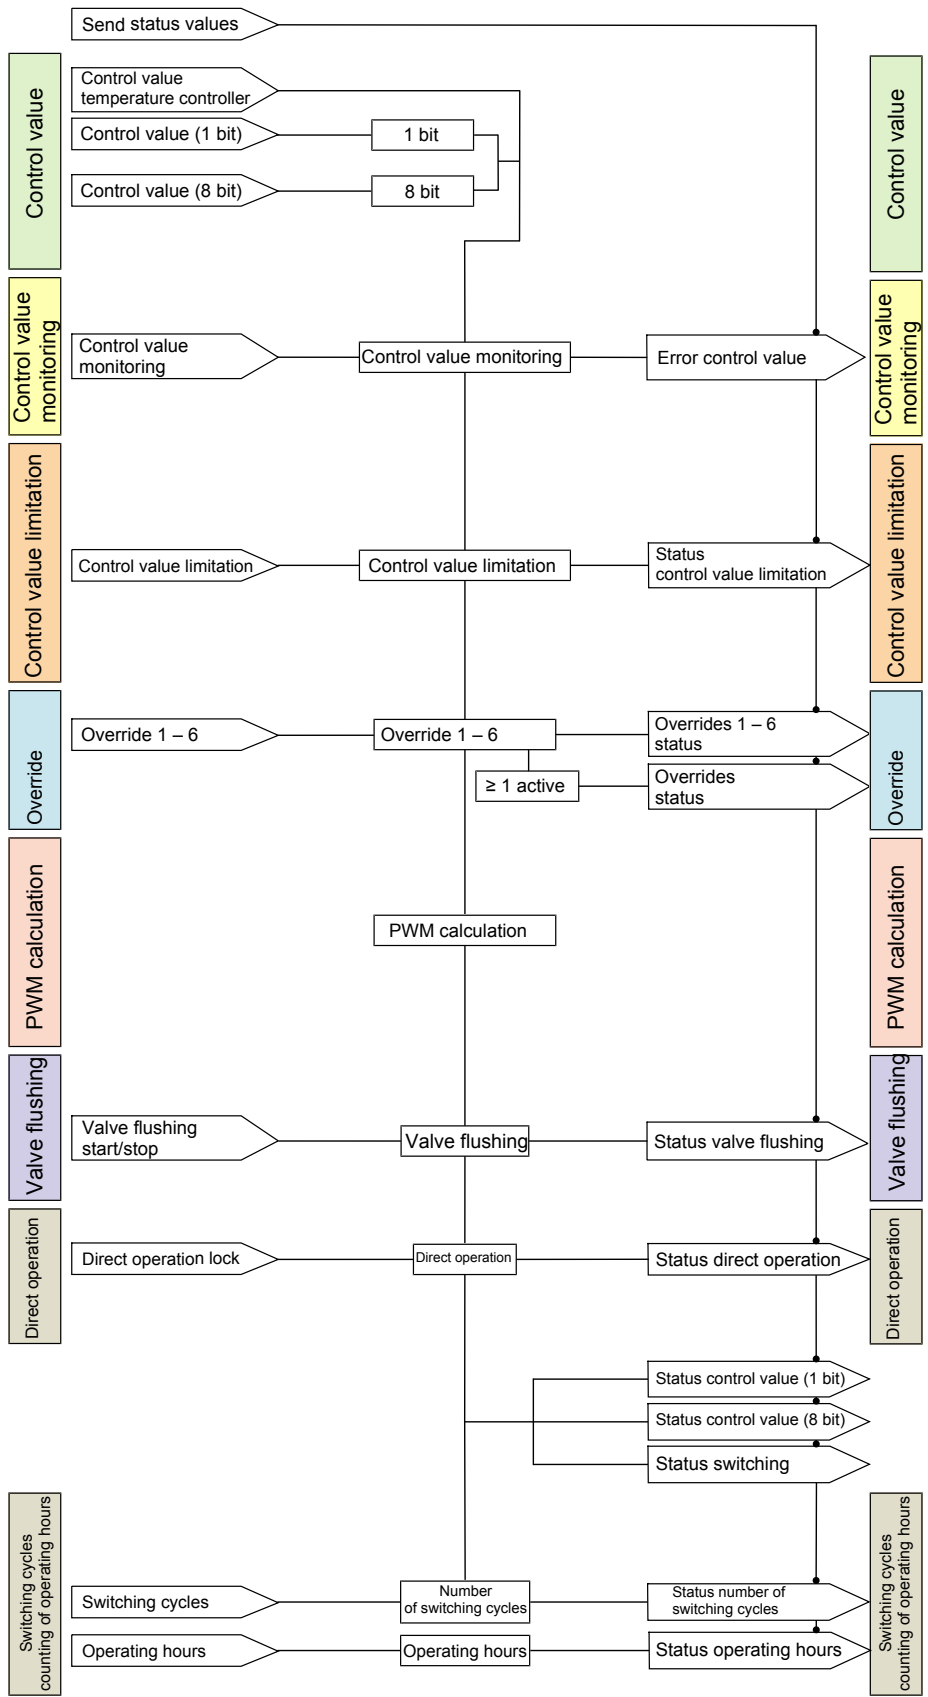 Send status values
Control value
Control value
temperature controller
Control value (1 bit)
1 bit
Control value (8 bit)
8 bit
Control value
Control value
monitoring
Control value
monitoring
Control value monitoring
Error control value
Control value
monitoring
Control value limitation
Control value limitation
Control value limitation
Status
control value limitation
Control value limitation
Override
Override 1 – 6
Override 1 – 6
Overrides 1 – 6
status
≥ 1 active
Overrides
status
Override
PWM calculation
PWM calculation
PWM calculation
Valve flushing
Valve flushing
start/stop
Valve flushing
Status valve flushing
Valve flushing
Direct operation
Direct operation lock
Direct operation
Status direct operation
Direct operation
Status control value (1 bit)
Status control value (8 bit)
Status switching
Switching cycles
counting of operating hours
Switching cycles
Number
of switching cycles
Status number of
switching cycles
Operating hours
Operating hours
Status operating hours
Switching cycles
counting of operating hours